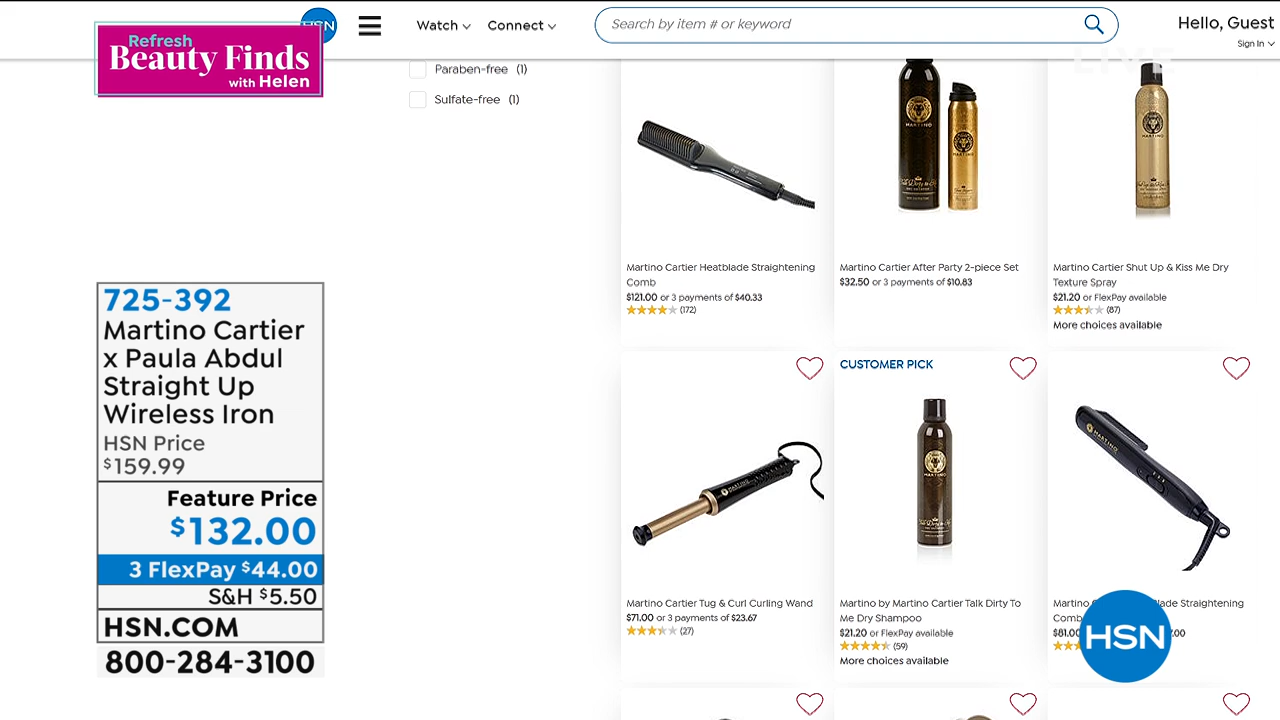 HSN
Watch
Connect
Search by item # or keyword
Hello, Guest
Sign In
Refresh
Beauty Finds
with Helen
LIVE
Paraben-free (1)
Sulfate-free (1)
MARTINO
MARTINO
MARTINO
Martino Cartier Heatblade Straightening
Comb
$121.00 or 3 payments of $40.33
(172)
Martino Cartier After Party 2-piece Set
$32.50 or 3 payments of $10.83
Martino Cartier Shut Up & Kiss Me Dry
Texture Spray
$21.20 or FlexPay available
(87)
More choices available
725-392
Martino Cartier
x Paula Abdul
Straight Up
Wireless Iron
HSN Price
$159.99
Feature Price
$132.00
3 FlexPay $44.00
S&H $5.50
HSN.COM
800-284-3100
CUSTOMER PICK
MARTINO
MARTINO
MARTINO
Martino Cartier Tug & Curl Curling Wand
$71.00 or 3 payments of $23.67
(27)
Martino by Martino Cartier Talk Dirty To
Me Dry Shampoo
$21.20 or FlexPay available
(59)
More choices available
Martino Straightening
Comb
$81.00
HSN